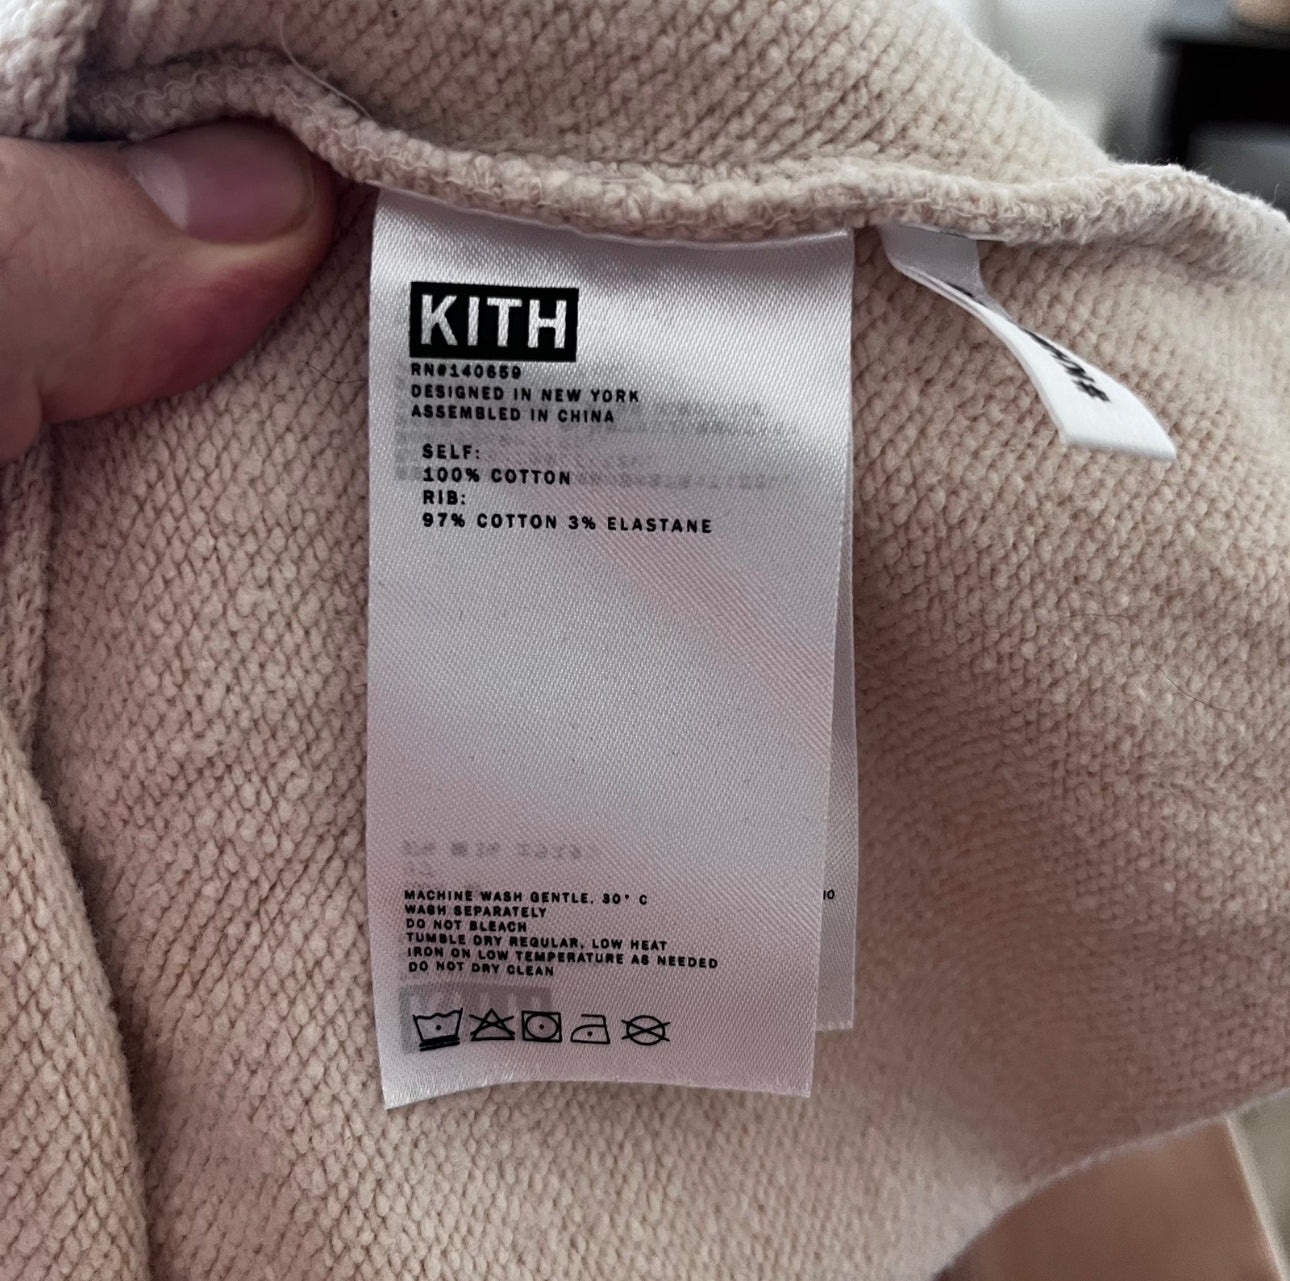 KITH
RN#140659
DESIGNED IN NEW YORK
ASSEMBLED IN CHINA
SELF:
100% COTTON
RIB:
97% COTTON 3% ELASTANE
MACHINE WASH GENTLE, 30° C
WASH SEPARATELY
DO NOT BLEACH
TUMBLE DRY REGULAR, LOW HEAT
IRON ON LOW TEMPERATURE AS NEEDED
DO NOT DRY CLEAN